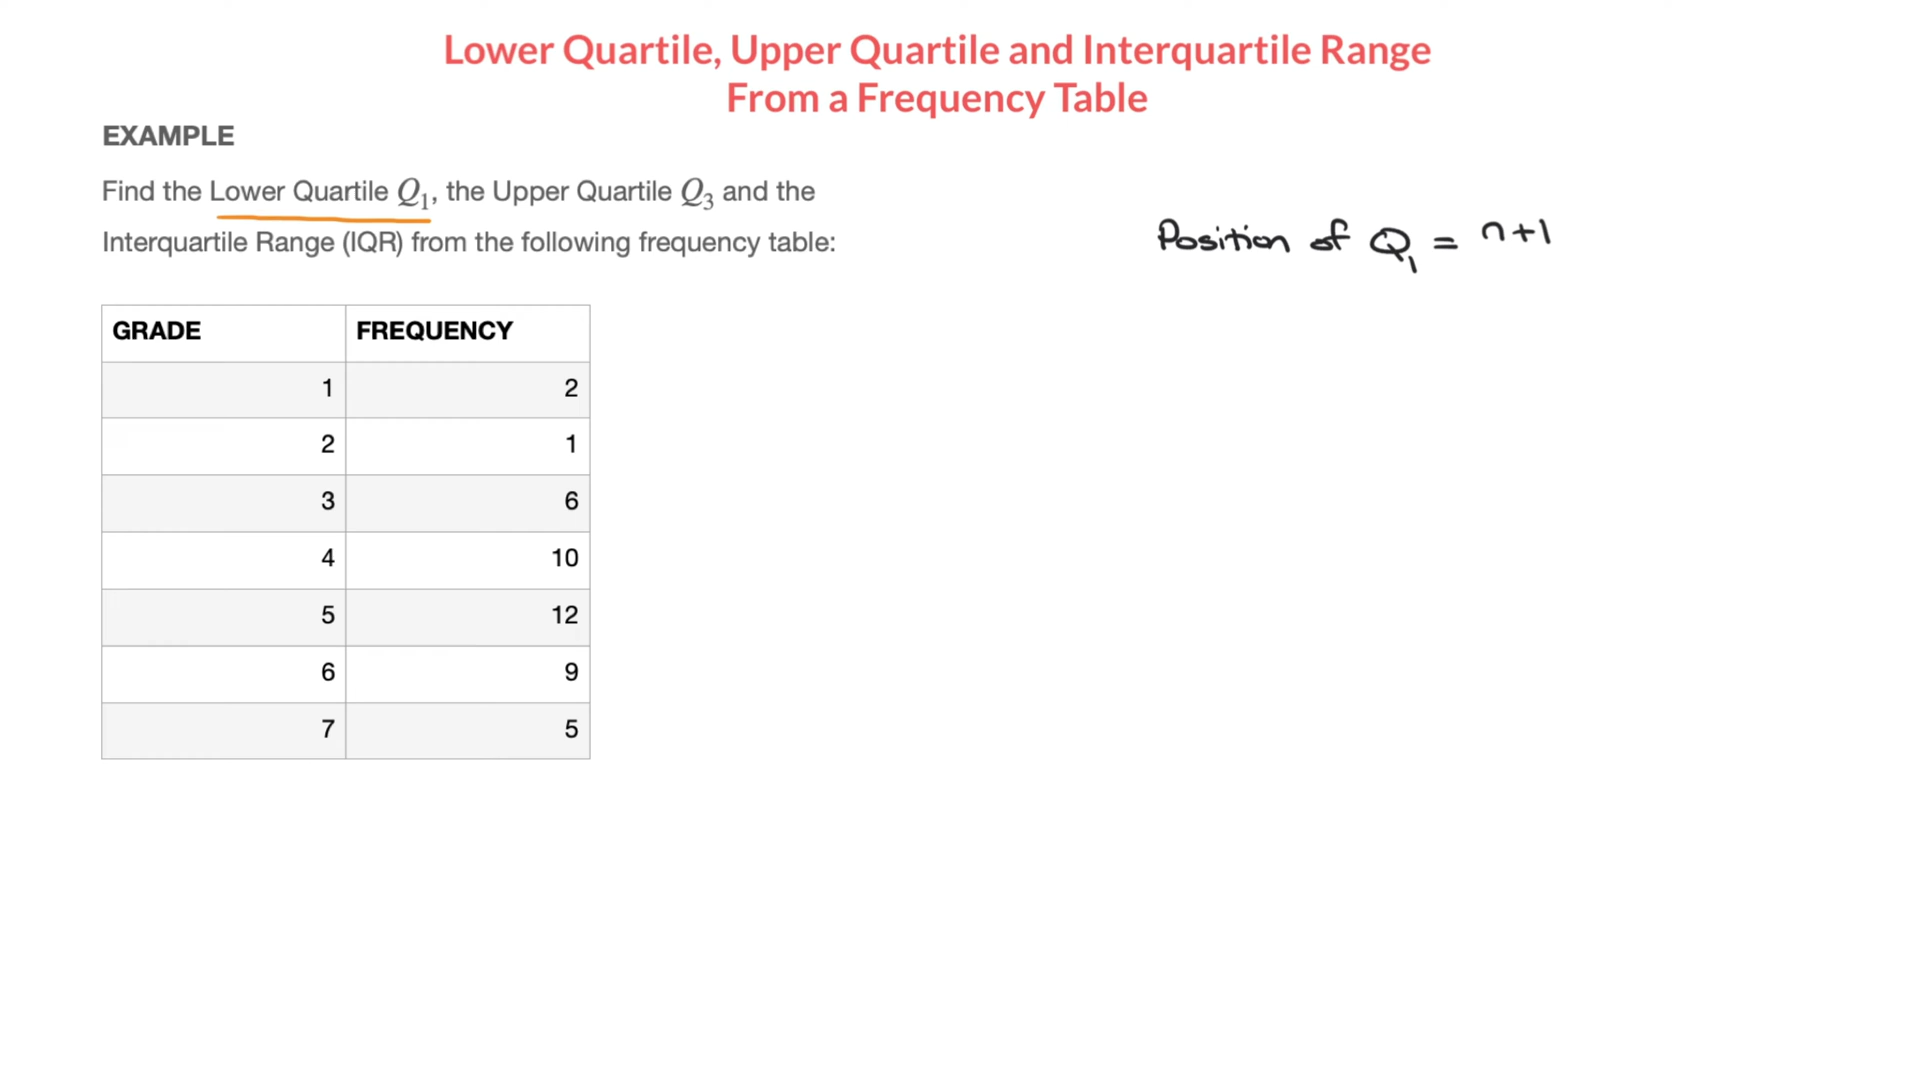 Lower Quartile, Upper Quartile and Interquartile Range
From a Frequency Table
EXAMPLE
Find the Lower Quartile Q₁, the Upper Quartile Q₃ and the
Interquartile Range (IQR) from the following frequency table:
Position of Q₁ = n+1
GRADE FREQUENCY
1 2
2 1
3 6
4 10
5 12
6 9
7 5